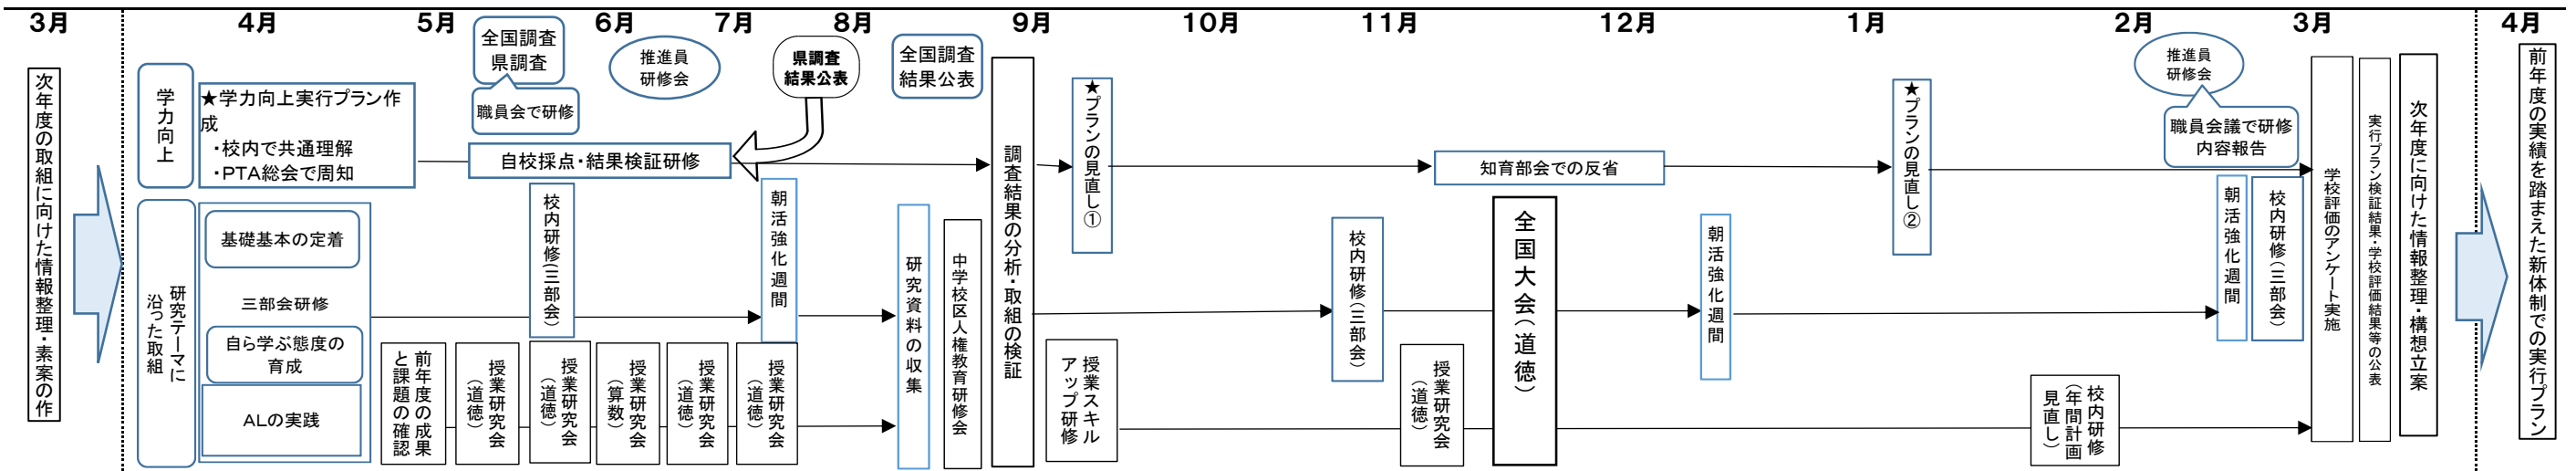 3月
4月
5月
6月
7月
8月
9月
10月
11月
12月
1月
2月
3月
4月
次年度の取組に向けた情報整理・素案の作
学力向上
★学力向上実行プラン作
成
・校内で共通理解
・PTA総会で周知
全国調査
県調査
職員会で研修
推進員
研修会
県調査
結果公表
全国調査
結果公表
自校採点・結果検証研修
調査結果の分析・取組の検証
★プランの見直し①
知育部会での反省
★プランの見直し②
推進員
研修会
職員会議で研修
内容報告
研究テーマに
沿った取組
基礎基本の定着
三部会研修
自ら学ぶ態度の
育成
ALの実践
校内研修(三部会)
朝活強化週間
研究資料の収集
中学校区人権教育研修会
校内研修(三部会)
全国大会(道徳)
朝活強化週間
朝活強化週間
校内研修(三部会)
前年度の成果
と課題の確認
授業研究会
(道徳)
授業研究会
(道徳)
授業研究会
(算数)
授業研究会
(道徳)
授業研究会
(道徳)
授業スキル
アップ研修
授業研究会
(道徳)
校内研修
(年間計画
見直し)
学校評価のアンケート実施
実行プラン検証結果・学校評価結果等の公表
次年度に向けた情報整理・構想立案
前年度の実績を踏まえた新体制での実行プラン